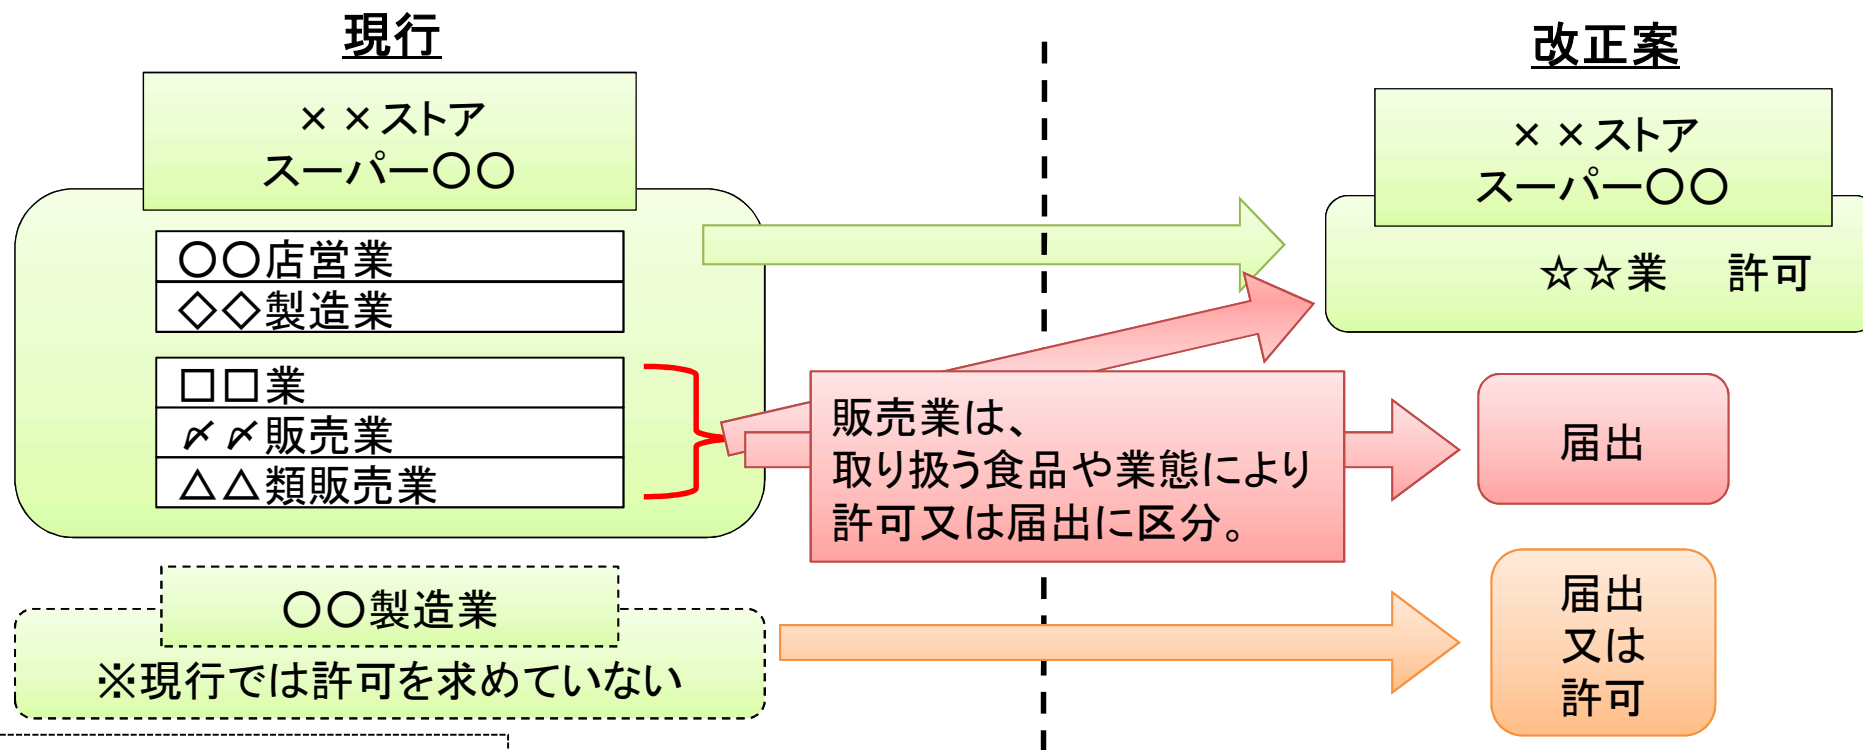 現行
××ストア
スーパー〇〇
〇〇店営業
◇◇製造業
□□業
〆〆販売業
△△類販売業
〇〇製造業
※現行では許可を求めていない
販売業は、
取り扱う食品や業態により
許可又は届出に区分。
改正案
××ストア
スーパー〇〇
☆☆業　許可
届出
届出
又は
許可